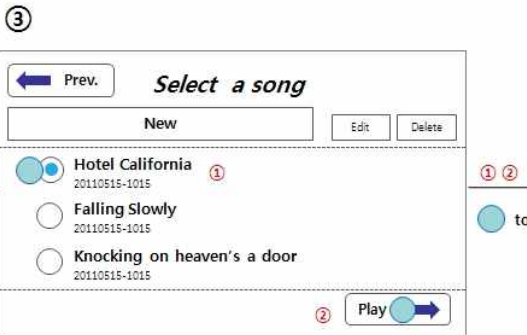 ③
Prev.
Select a song
New
Edit
Delete
Hotel California
①
20110515-1015
Falling Slowly
20110515-1015
Knocking on heaven's a door
20110515-1015
② Play
① ②
to